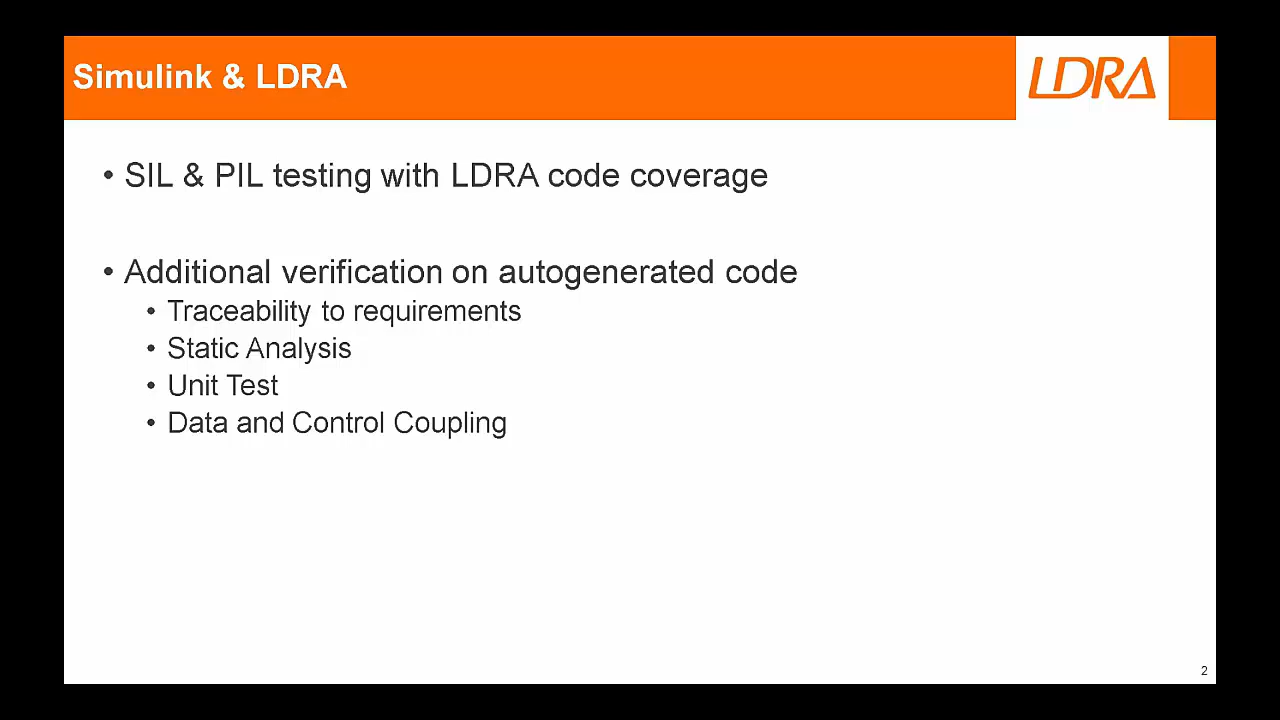 Simulink & LDRA
LDRA
• SIL & PIL testing with LDRA code coverage
• Additional verification on autogenerated code
• Traceability to requirements
• Static Analysis
• Unit Test
• Data and Control Coupling
2